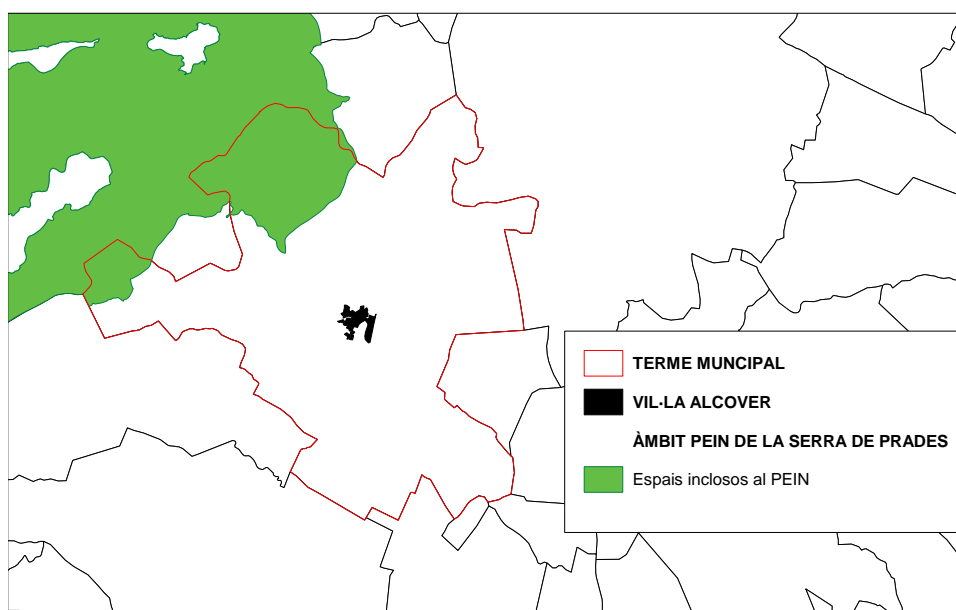 TERME MUNCIPAL
VIL·LA ALCOVER
ÀMBIT PEIN DE LA SERRA DE PRADES
Espais inclosos al PEIN